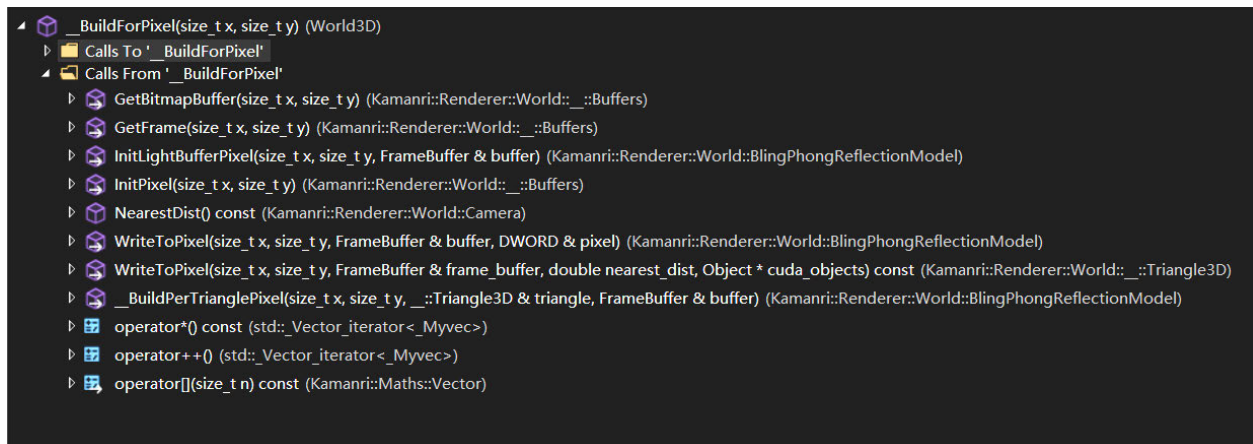 __BuildForPixel(size_t x, size_t y) (World3D)
Calls To '__BuildForPixel'
Calls From '__BuildForPixel'
GetBitmapBuffer(size_t x, size_t y) (Kamanri::Renderer::World::__::Buffers)
GetFrame(size_t x, size_t y) (Kamanri::Renderer::World::__::Buffers)
InitLightBufferPixel(size_t x, size_t y, FrameBuffer & buffer) (Kamanri::Renderer::World::BlingPhongReflectionModel)
InitPixel(size_t x, size_t y) (Kamanri::Renderer::World::__::Buffers)
NearestDist() const (Kamanri::Renderer::World::Camera)
WriteToPixel(size_t x, size_t y, FrameBuffer & buffer, DWORD & pixel) (Kamanri::Renderer::World::BlingPhongReflectionModel)
WriteToPixel(size_t x, size_t y, FrameBuffer & frame_buffer, double nearest_dist, Object * cuda_objects) const (Kamanri::Renderer::World::__::Triangle3D)
__BuildPerTrianglePixel(size_t x, size_t y, __::Triangle3D & triangle, FrameBuffer & buffer) (Kamanri::Renderer::World::BlingPhongReflectionModel)
operator*() const (std::_Vector_iterator<_Myvec>)
operator++() (std::_Vector_iterator<_Myvec>)
operator[](size_t n) const (Kamanri::Maths::Vector)